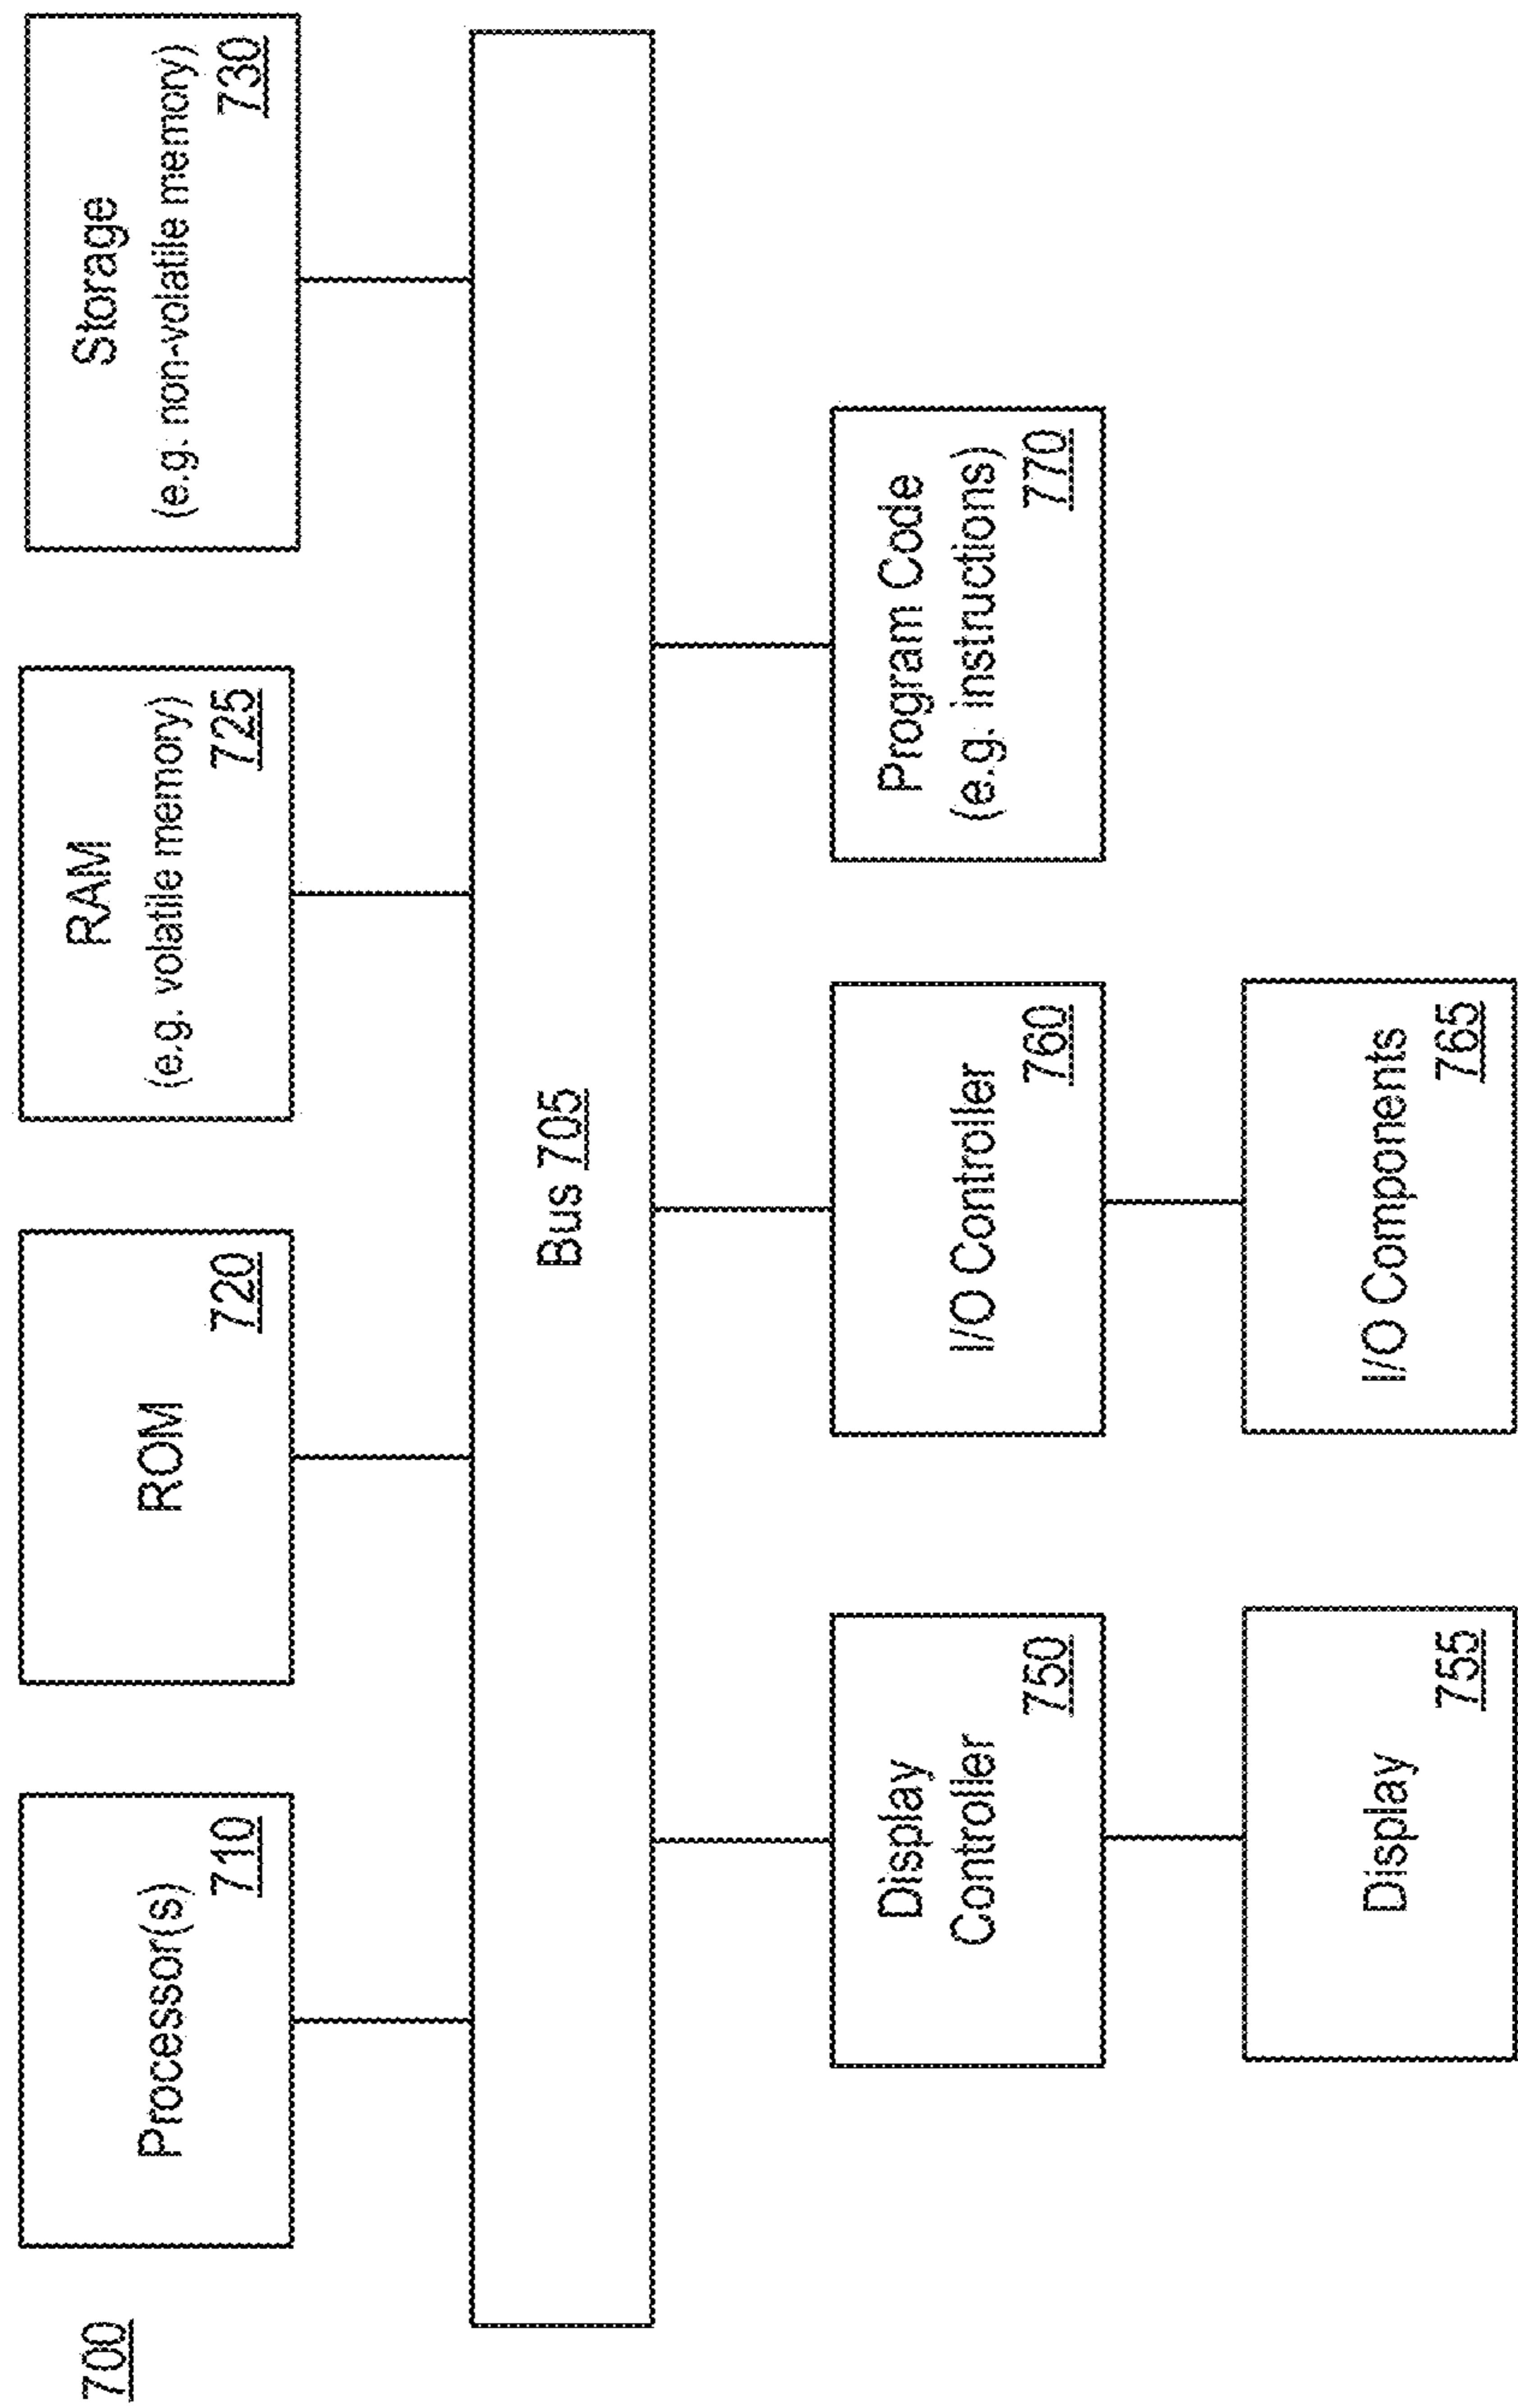 700
Processor(s)
710
ROM
720
RAM
(e.g. volatile memory)
725
Storage
(e.g. non-volatile memory)
730
Bus 705
Display
Controller
750
I/O Controller
760
Program Code
(e.g. instructions)
770
Display
755
I/O Components
765